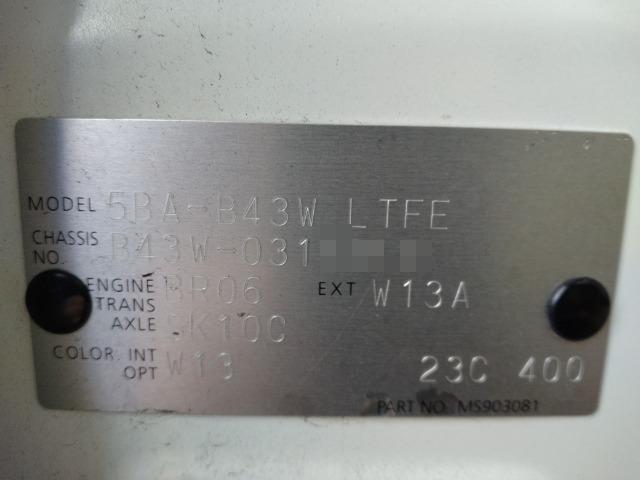 MODEL 5BA-B43W LTFE
CHASSIS NO. B43W-031
ENGINE BR06 EXT W13A
TRANS
AXLE SK10C
COLOR. INT W13
OPT 23C 400
PART NO. MS903081